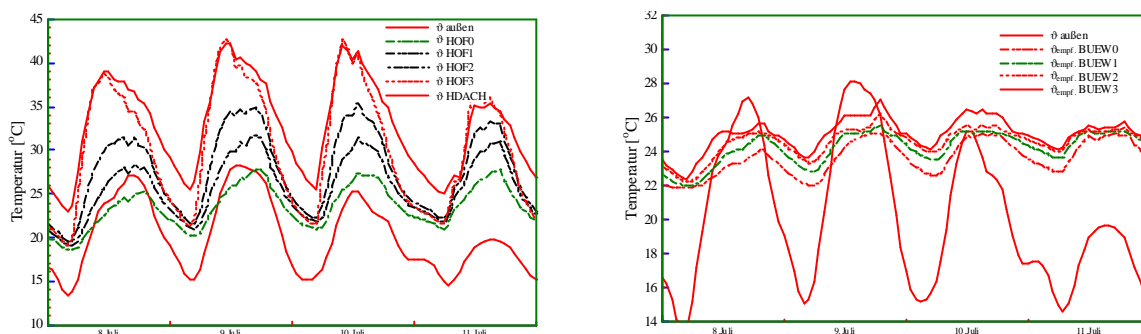 45
40
35
30
25
20
15
10
Temperatur [°C]
ϑ außen
ϑ HOF0
ϑ HOF1
ϑ HOF2
ϑ HOF3
ϑ HDACH
8.Juli
9.Juli
10.Juli
11.Juli
32
30
28
26
24
22
20
18
16
14
Temperatur [°C]
ϑ außen
ϑempf. BUEW0
ϑempf. BUEW1
ϑempf. BUEW2
ϑempf. BUEW3
8.Juli
9.Juli
10.Juli
11.Juli